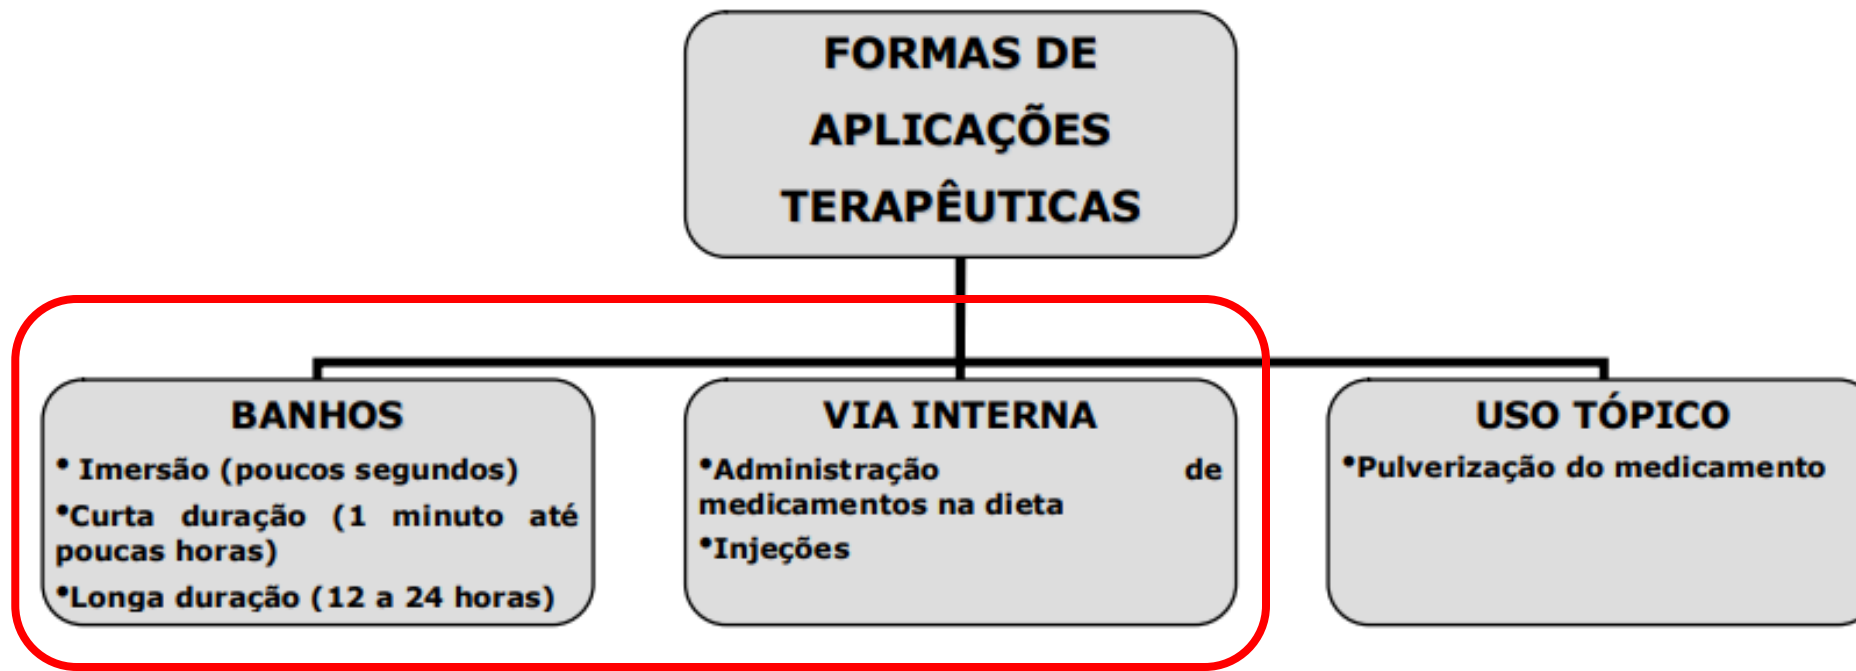 FORMAS DE
APLICAÇÕES
TERAPÊUTICAS
BANHOS
• Imersão (poucos segundos)
•Curta duração (1 minuto até
poucas horas)
•Longa duração (12 a 24 horas)
VIA INTERNA
•Administração de
medicamentos na dieta
•Injeções
USO TÓPICO
•Pulverização do medicamento